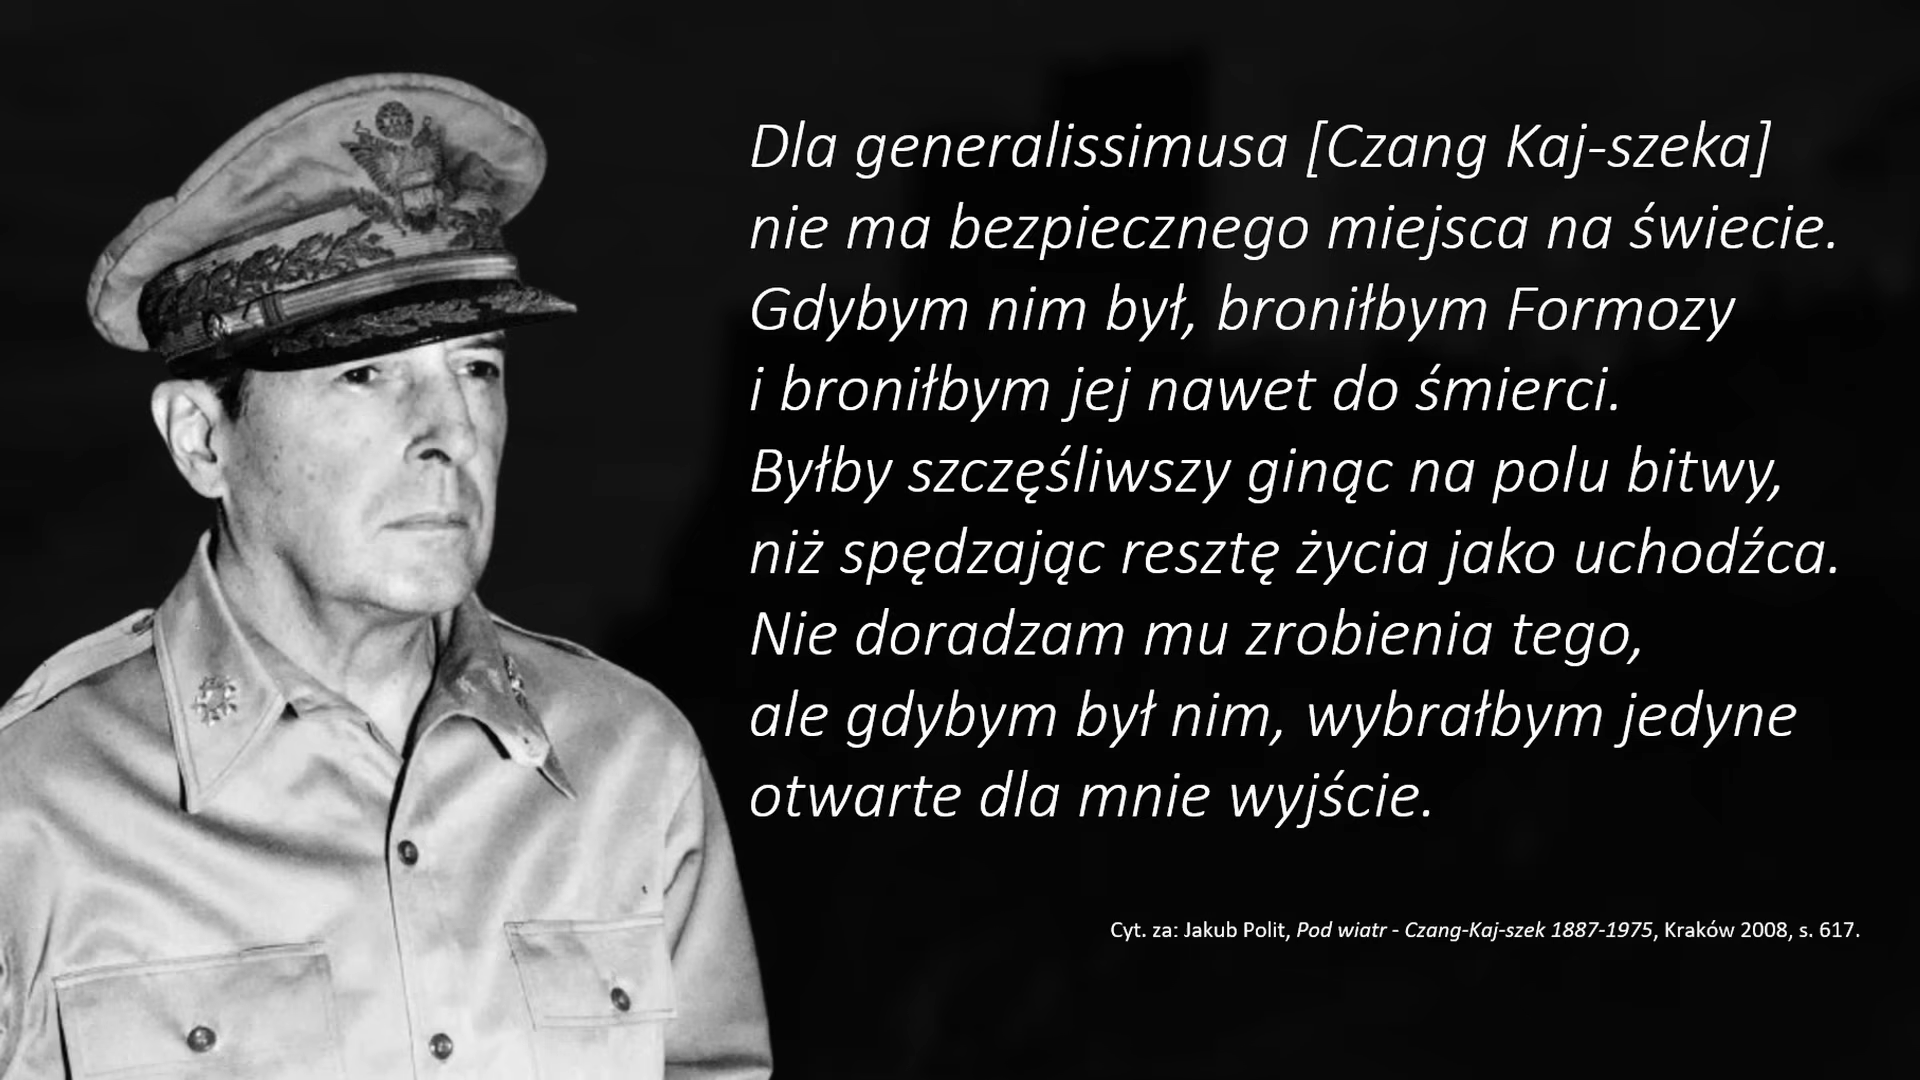 Dla generalissimusa [Czang Kaj-szeka]
nie ma bezpiecznego miejsca na świecie.
Gdybym nim był, broniłbym Formozy
i broniłbym jej nawet do śmierci.
Byłby szczęśliwszy ginąc na polu bitwy,
niż spędzając resztę życia jako uchodźca.
Nie doradzam mu zrobienia tego,
ale gdybym był nim, wybrałbym jedyne
otwarte dla mnie wyjście.
Cyt. za: Jakub Polit, Pod wiatr - Czang-Kaj-szek 1887-1975, Kraków 2008, s. 617.